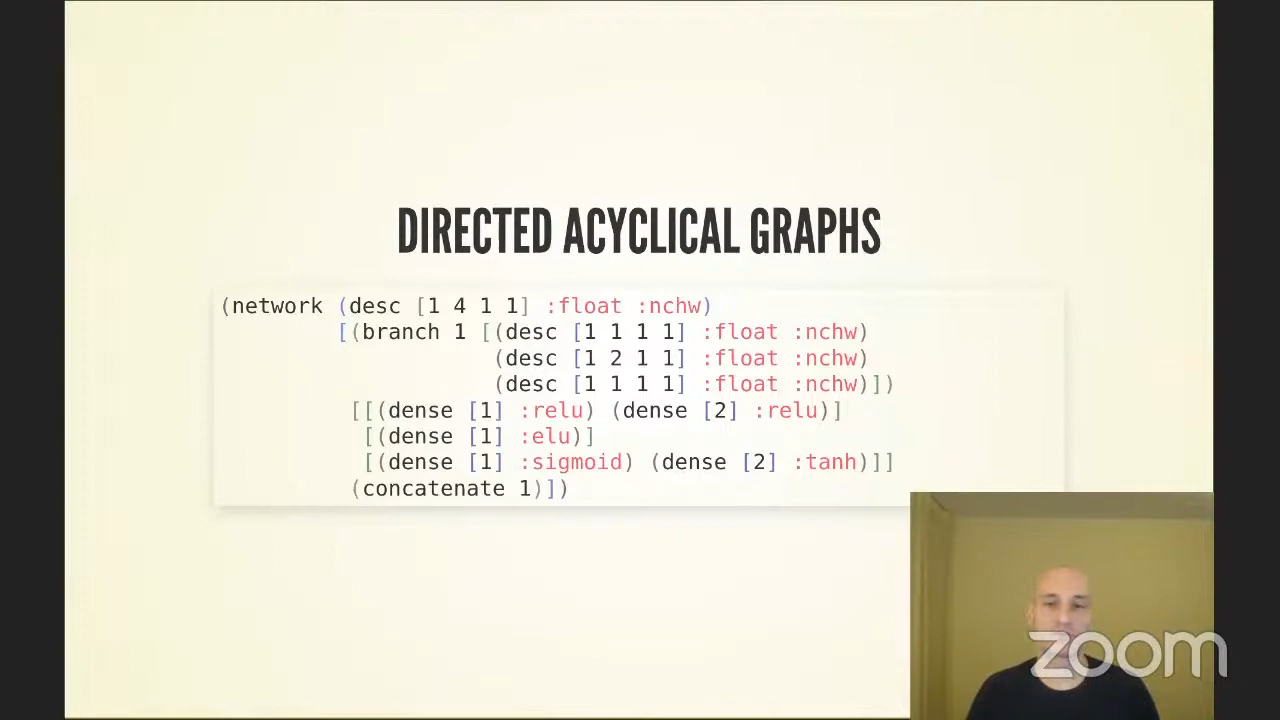 DIRECTED ACYCLICAL GRAPHS
(network (desc [1 4 1 1] :float :nchw)
[(branch 1 [(desc [1 1 1 1] :float :nchw)
(desc [1 2 1 1] :float :nchw)
(desc [1 1 1 1] :float :nchw)])
[[(dense [1] :relu) (dense [2] :relu)]
[(dense [1] :elu)]
[(dense [1] :sigmoid) (dense [2] :tanh)]]
(concatenate 1)])
zoom